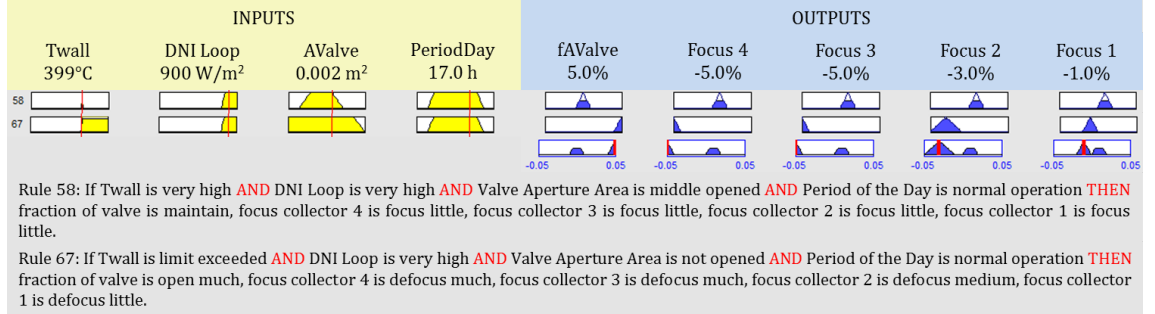 INPUTS OUTPUTS
Twall DNI Loop AValve PeriodDay fAValve Focus 4 Focus 3 Focus 2 Focus 1
399°C 900 W/m² 0.002 m² 17.0 h 5.0% -5.0% -5.0% -3.0% -1.0%
58
67
-0.05 0.05 -0.05 0.05 -0.05 0.05 -0.05 0.05 -0.05 0.05
Rule 58: If Twall is very high AND DNI Loop is very high AND Valve Aperture Area is middle opened AND Period of the Day is normal operation THEN
fraction of valve is maintain, focus collector 4 is focus little, focus collector 3 is focus little, focus collector 2 is focus little, focus collector 1 is focus
little.
Rule 67: If Twall is limit exceeded AND DNI Loop is very high AND Valve Aperture Area is not opened AND Period of the Day is normal operation THEN
fraction of valve is open much, focus collector 4 is defocus much, focus collector 3 is defocus much, focus collector 2 is defocus medium, focus collector
1 is defocus little.